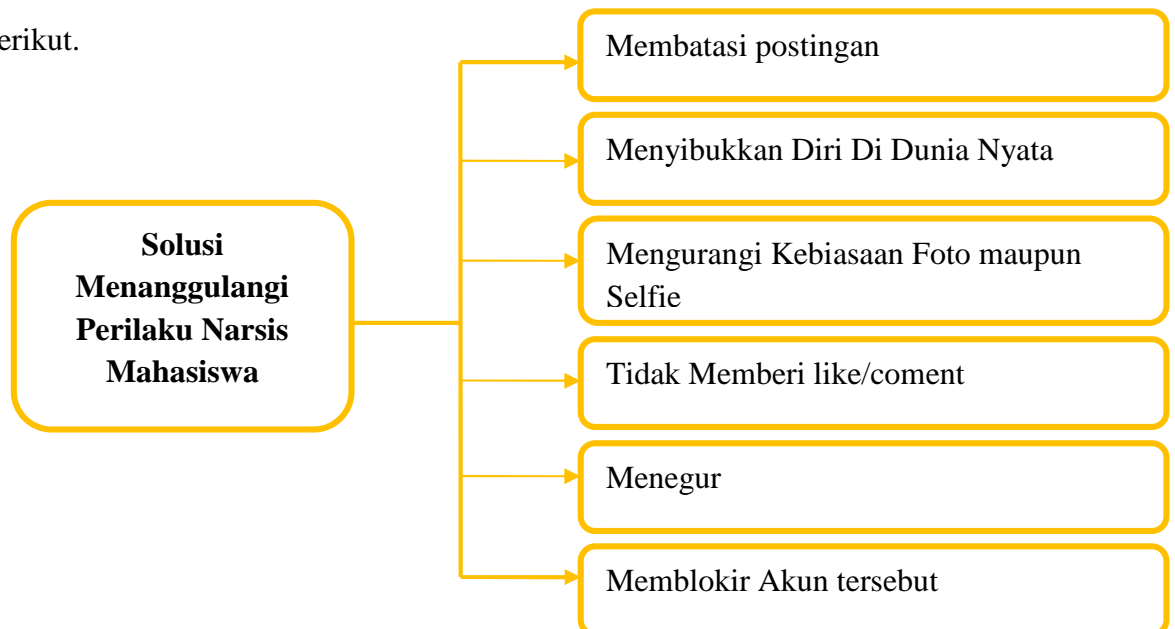 erikut.
Membatasi postingan
Menyibukkan Diri Di Dunia Nyata
Solusi
Menanggulangi
Perilaku Narsis
Mahasiswa
Mengurangi Kebiasaan Foto maupun
Selfie
Tidak Memberi like/coment
Menegur
Memblokir Akun tersebut